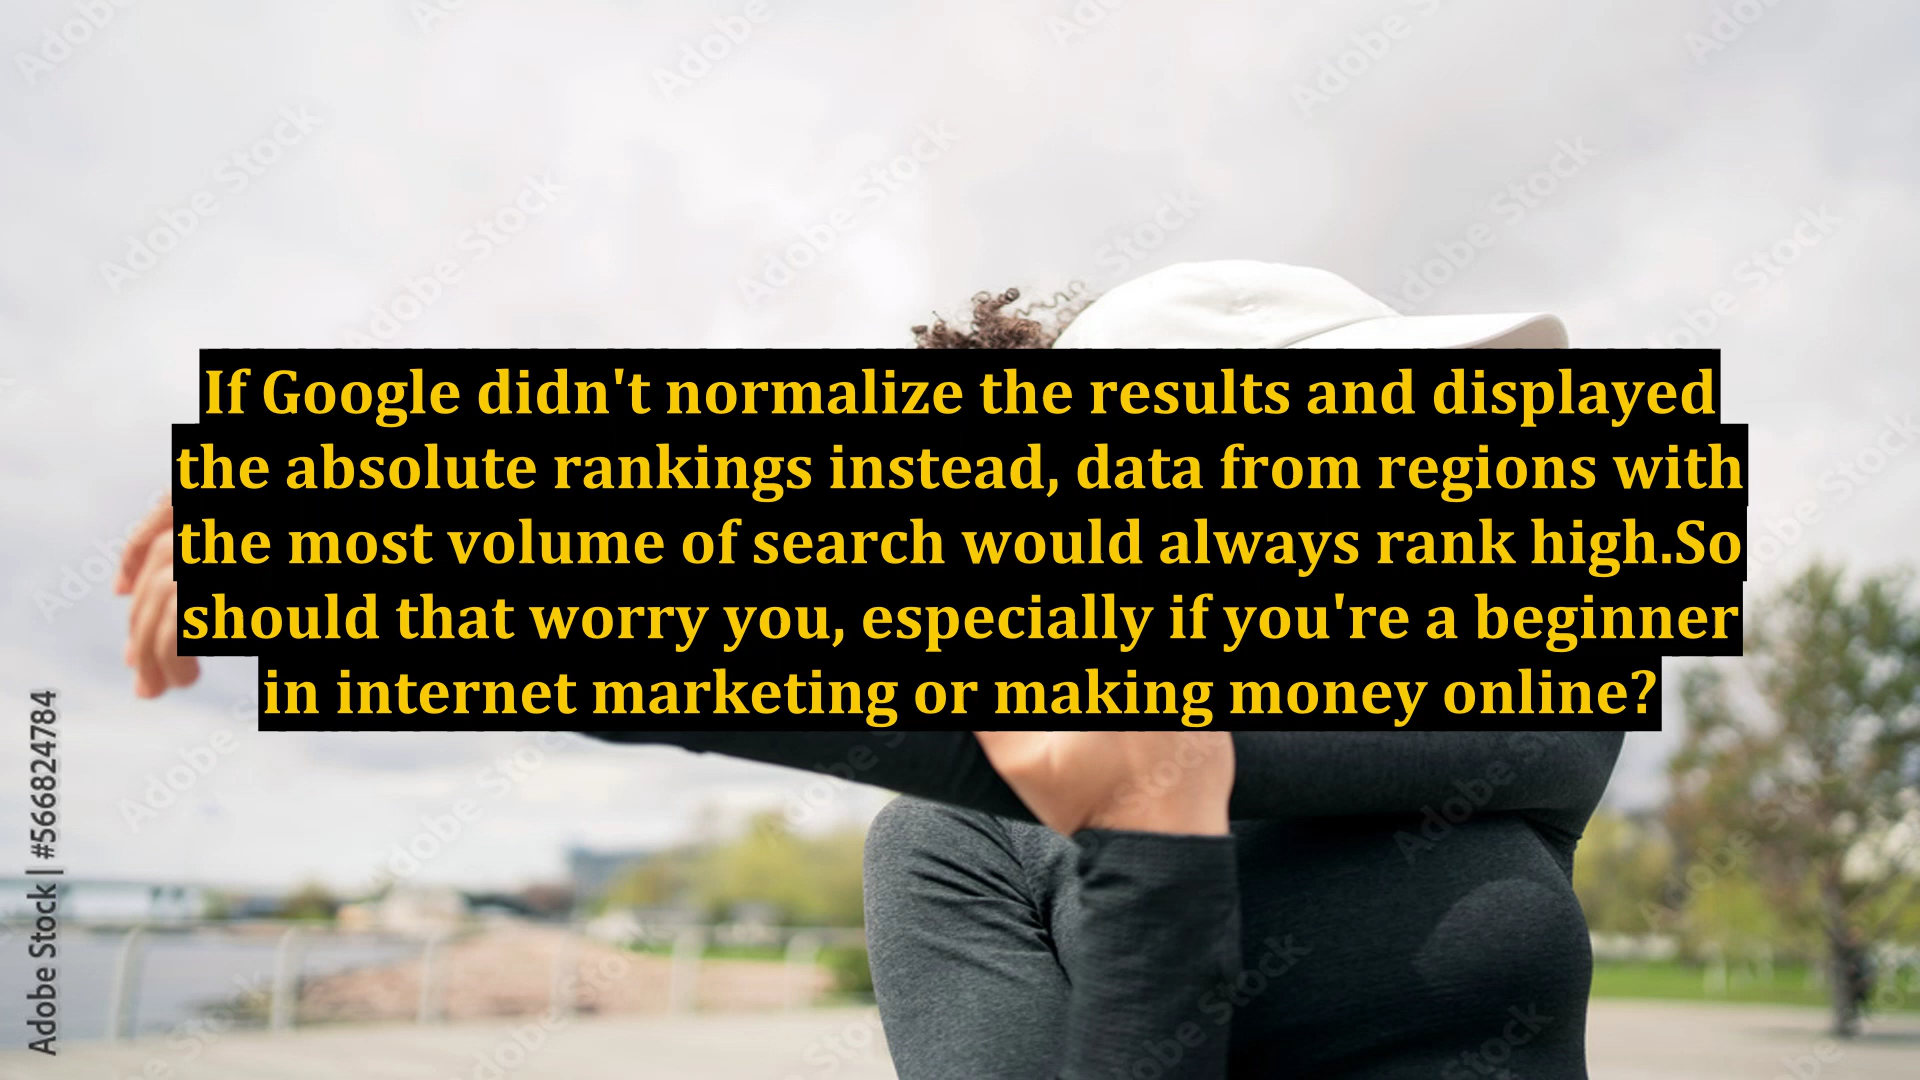 If Google didn't normalize the results and displayed
the absolute rankings instead, data from regions with
the most volume of search would always rank high.So
should that worry you, especially if you're a beginner
in internet marketing or making money online?
Adobe Stock | #566824784
Adobe Stock